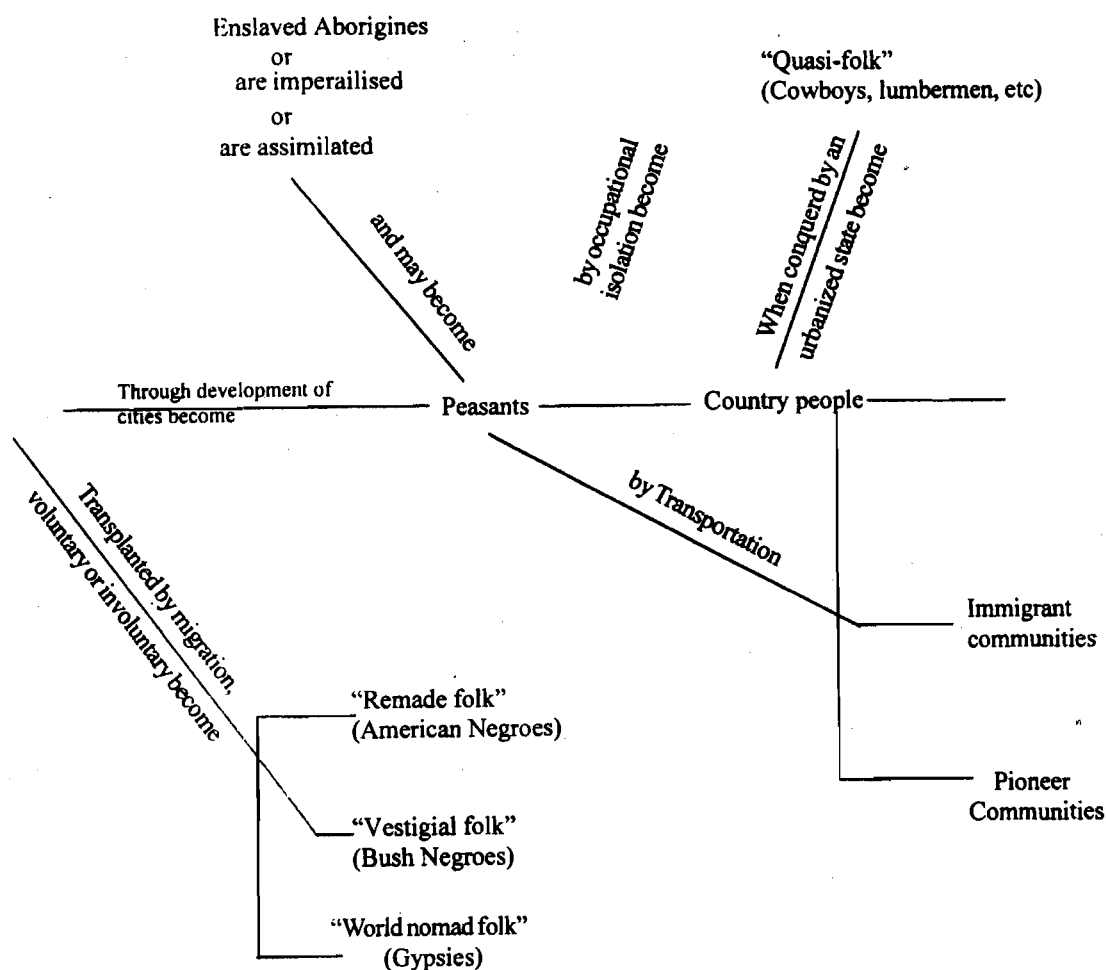 Enslaved Aborigines
or
are imperailised
or
are assimilated
"Quasi-folk"
(Cowboys, lumbermen, etc)
and may become
by occupational
isolation become
When conquerd by an
urbanized state become
Through development of
cities become
Peasants
Country people
Transplanted by migration,
voluntary or involuntary become
by Transportation
Immigrant
communities
"Remade folk"
(American Negroes)
Pioneer
Communities
"Vestigial folk"
(Bush Negroes)
"World nomad folk"
(Gypsies)